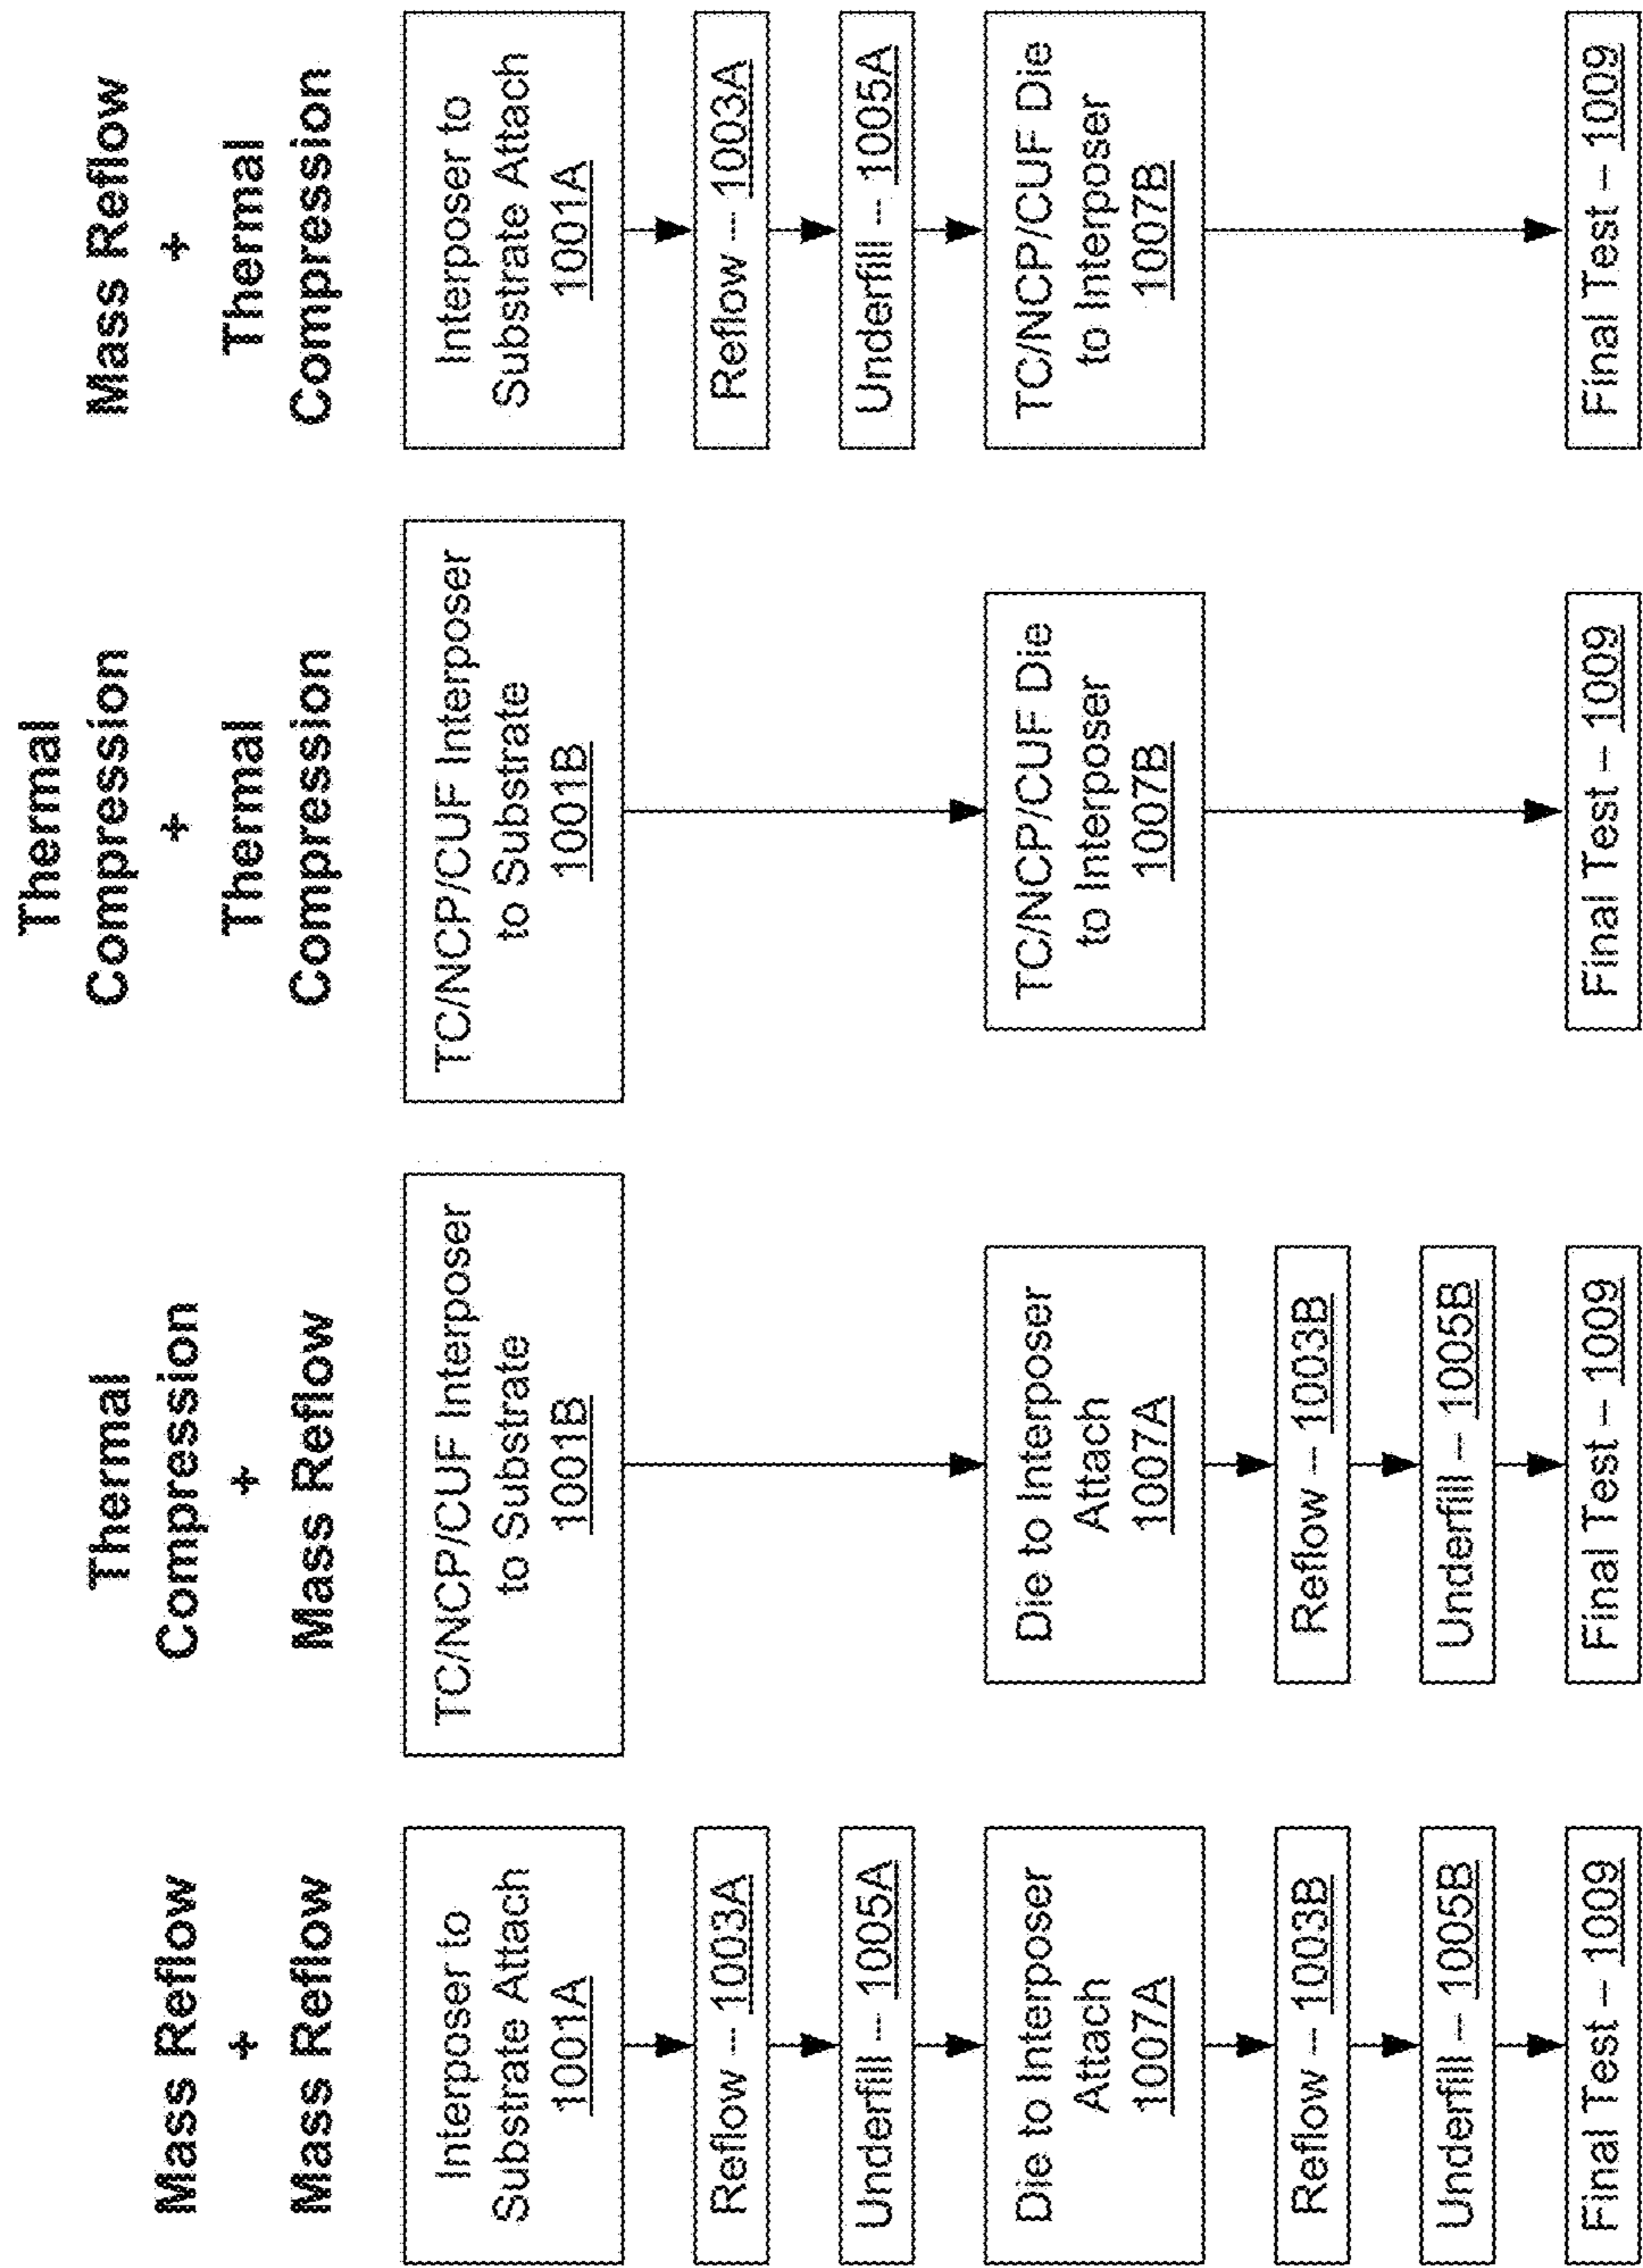 Mass Reflow
+
Mass Reflow
Interposer to
Substrate Attach
1001A
Reflow – 1003A
Underfill – 1005A
Die to Interposer
Attach
1007A
Reflow – 1003B
Underfill – 1005B
Final Test – 1009
Thermal
Compression
+
Mass Reflow
TC/NCP/CUF Interposer
to Substrate
1001B
Die to Interposer
Attach
1007A
Reflow – 1003B
Underfill – 1005B
Final Test – 1009
Thermal
Compression
+
Thermal
Compression
TC/NCP/CUF Interposer
to Substrate
1001B
TC/NCP/CUF Die
to Interposer
1007B
Final Test – 1009
Mass Reflow
+
Thermal
Compression
Interposer to
Substrate Attach
1001A
Reflow – 1003A
Underfill – 1005A
TC/NCP/CUF Die
to Interposer
1007B
Final Test – 1009